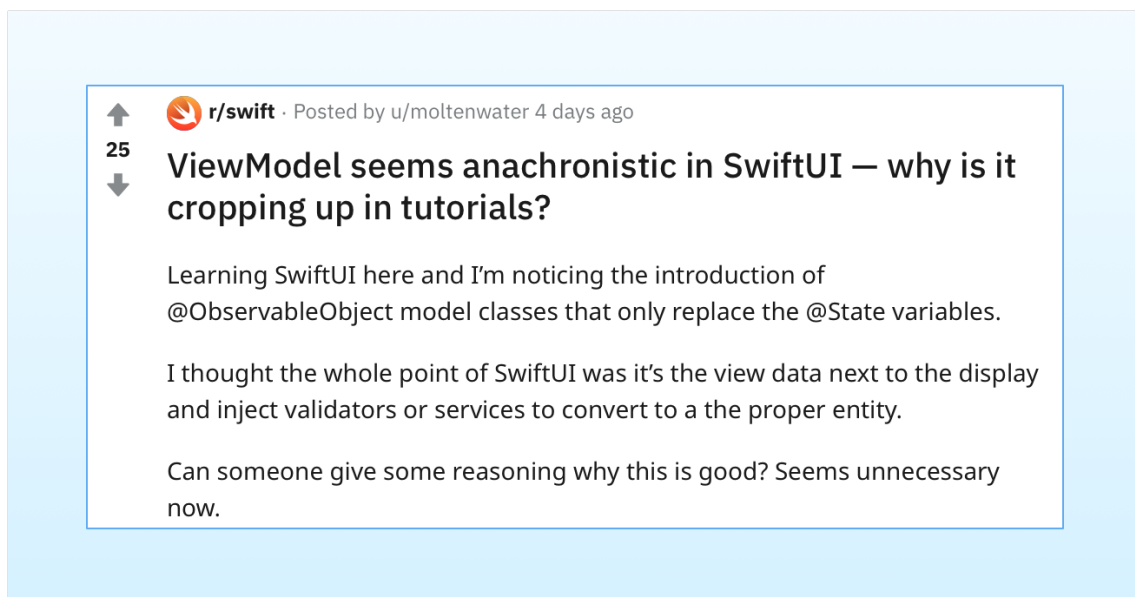 r/swift · Posted by u/moltenwater 4 days ago
25
ViewModel seems anachronistic in SwiftUI — why is it
cropping up in tutorials?
Learning SwiftUI here and I’m noticing the introduction of
@ObservableObject model classes that only replace the @State variables.
I thought the whole point of SwiftUI was it’s the view data next to the display
and inject validators or services to convert to a the proper entity.
Can someone give some reasoning why this is good? Seems unnecessary
now.